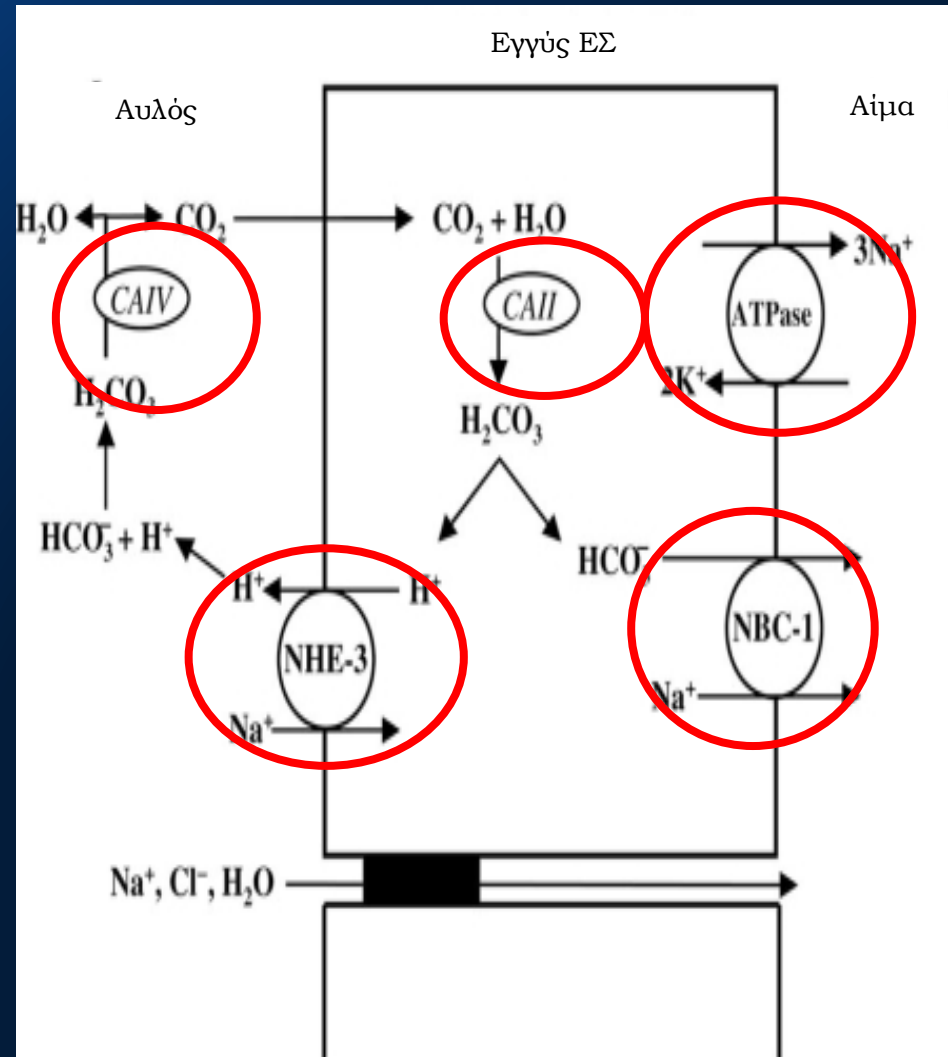 Εγγύς ΕΣ
Αυλός
Αίμα
H₂O CO₂ CO₂ + H₂O
3Na⁺
CAIV CAII ATPase
2K⁺
H₂CO₃
H₂CO₃
HCO₃⁻ + H⁺ HCO₃⁻
H⁺ H⁺
NHE-3 NBC-1
Na⁺ Na⁺
Na⁺, Cl⁻, H₂O